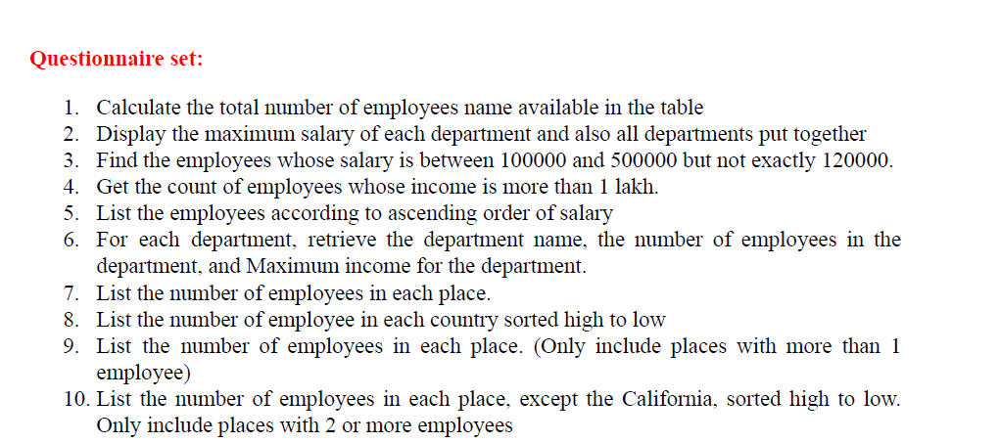 Questionnaire set:
1. Calculate the total number of employees name available in the table
2. Display the maximum salary of each department and also all departments put together
3. Find the employees whose salary is between 100000 and 500000 but not exactly 120000.
4. Get the count of employees whose income is more than 1 lakh.
5. List the employees according to ascending order of salary
6. For each department, retrieve the department name, the number of employees in the
department, and Maximum income for the department.
7. List the number of employees in each place.
8. List the number of employee in each country sorted high to low
9. List the number of employees in each place. (Only include places with more than 1
employee)
10. List the number of employees in each place, except the California, sorted high to low.
Only include places with 2 or more employees